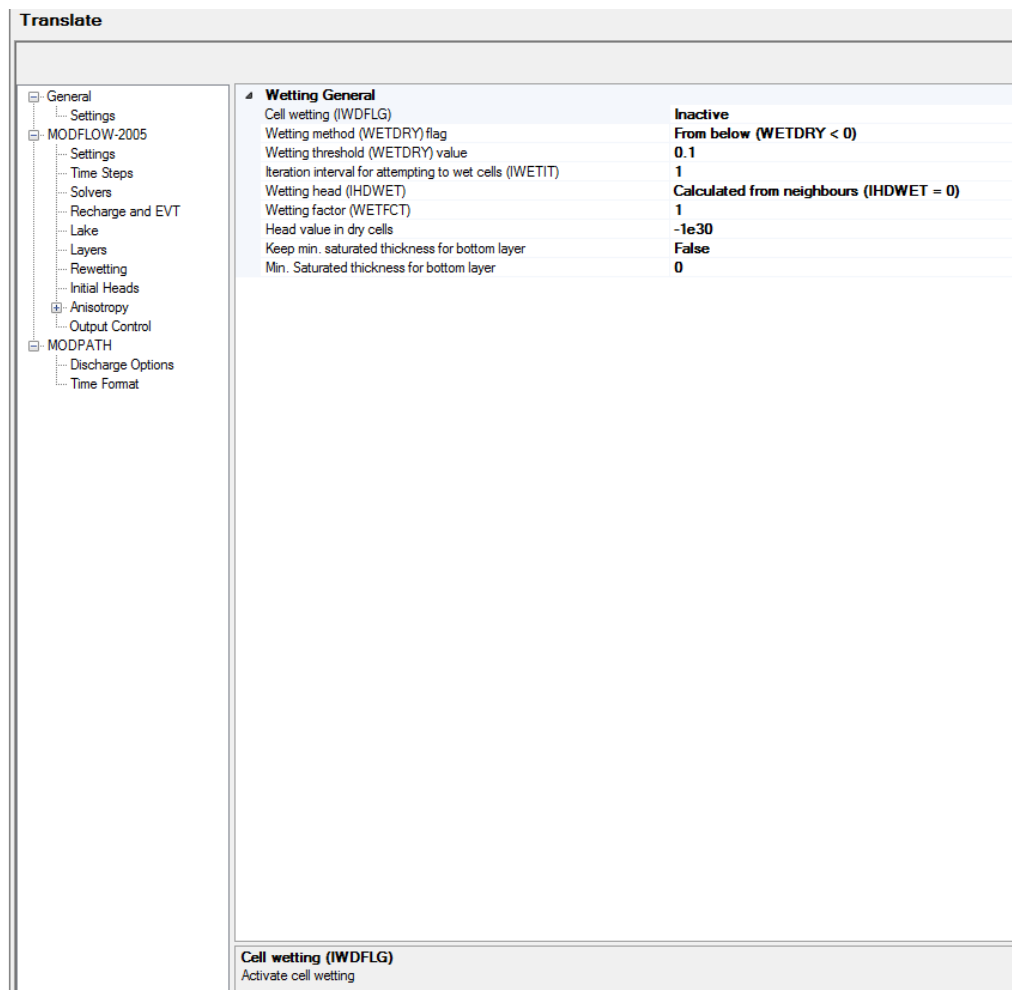 Translate
General
Settings
MODFLOW-2005
Settings
Time Steps
Solvers
Recharge and EVT
Lake
Layers
Rewetting
Initial Heads
Anisotropy
Output Control
MODPATH
Discharge Options
Time Format
Wetting General
Cell wetting (IWDFLG) Inactive
Wetting method (WETDRY) flag From below (WETDRY < 0)
Wetting threshold (WETDRY) value 0.1
Iteration interval for attempting to wet cells (IWETIT) 1
Wetting head (IHDWET) Calculated from neighbours (IHDWET = 0)
Wetting factor (WETFCT) 1
Head value in dry cells -1e30
Keep min. saturated thickness for bottom layer False
Min. Saturated thickness for bottom layer 0
Cell wetting (IWDFLG)
Activate cell wetting